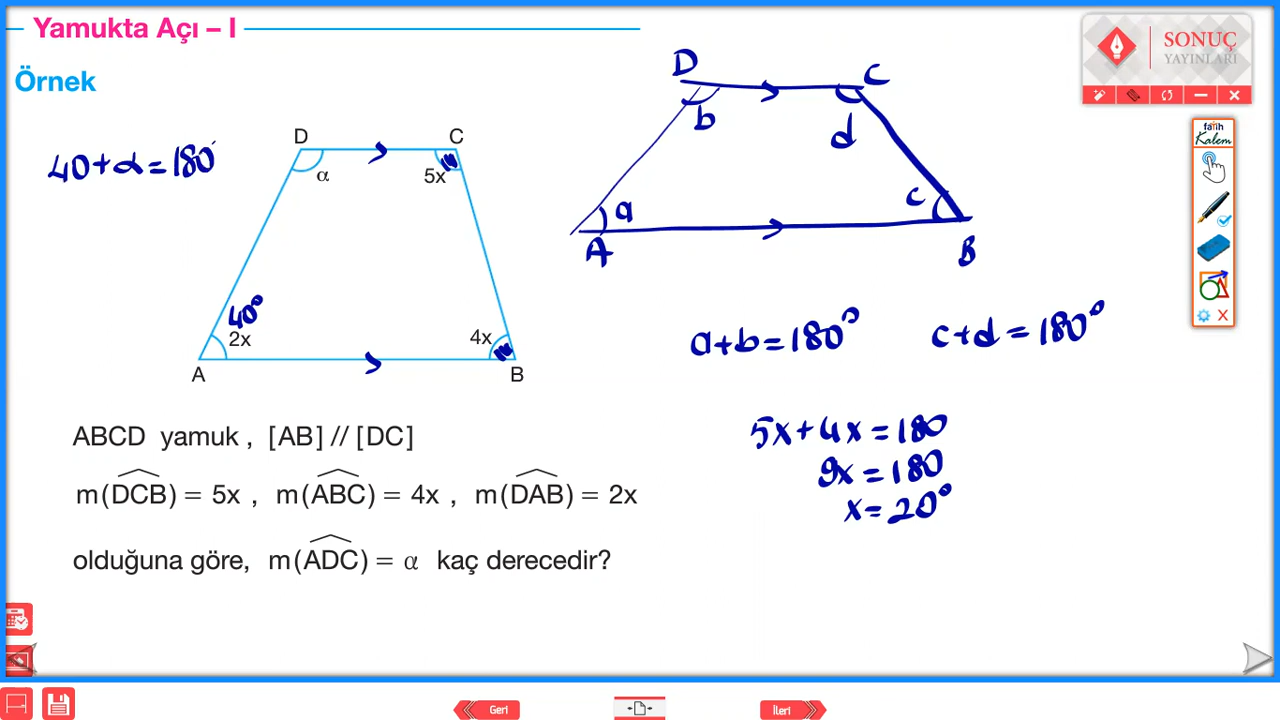 Yamukta Açı – I
SONUÇ
YAYINLARI
Örnek
40+α=180
D
C
α
5x
40°
2x
4x
A
B
D
C
b
d
a
c
A
B
fatih
Kalem
a+b=180°
c+d=180°
5x+4x=180
9x=180
x=20°
ABCD yamuk , [AB] // [DC]
m(DCB) = 5x , m(ABC) = 4x , m(DAB) = 2x
olduğuna göre, m(ADC) = α kaç derecedir?
Geri
İleri